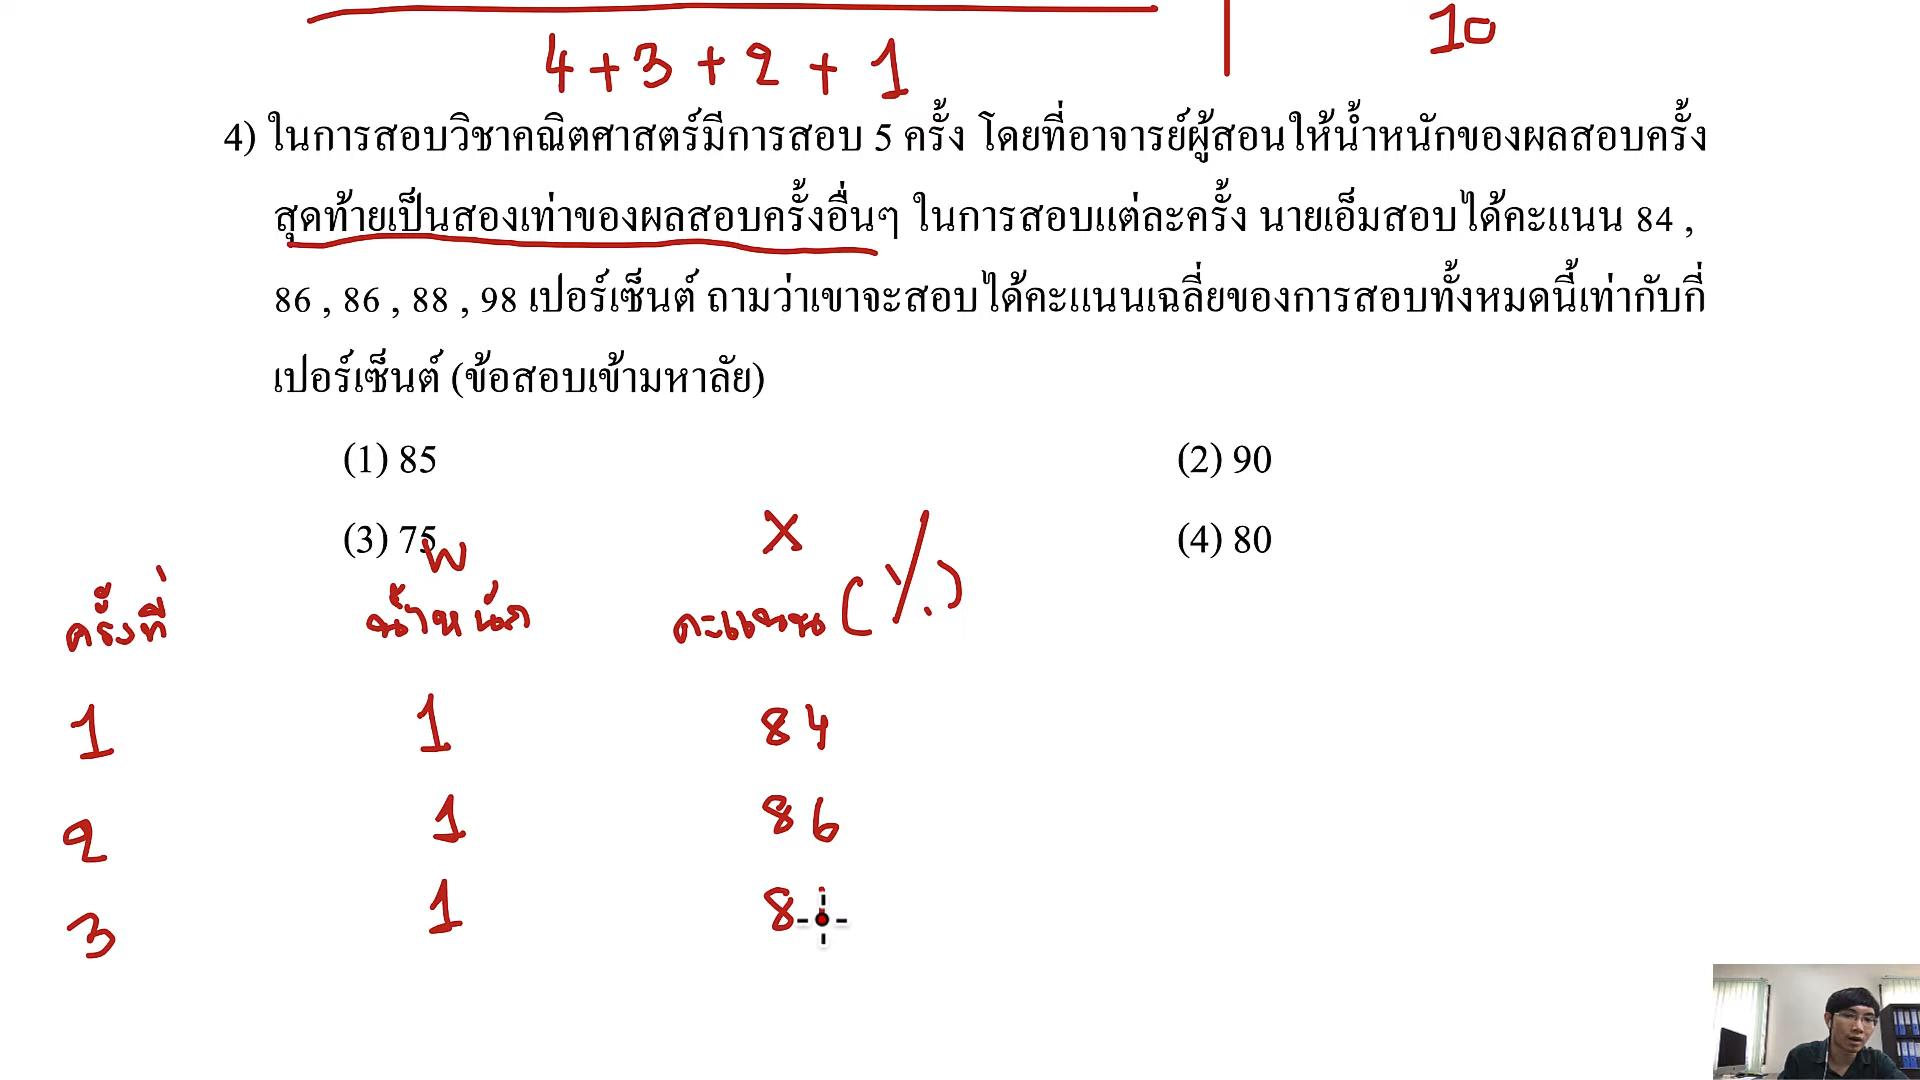 4 + 3 + 2 + 1
10
4) ในการสอบวิชาคณิตศาสตร์มีการสอบ 5 ครั้ง โดยที่อาจารย์ผู้สอนให้น้ำหนักของผลสอบครั้ง
สุดท้ายเป็นสองเท่าของผลสอบครั้งอื่นๆ ในการสอบแต่ละครั้ง นายเอ็มสอบได้คะแนน 84 ,
86 , 86 , 88 , 98 เปอร์เซ็นต์ ถามว่าเขาจะสอบได้คะแนนเฉลี่ยของการสอบทั้งหมดนี้เท่ากับกี่
เปอร์เซ็นต์ (ข้อสอบเข้ามหาลัย)
(1) 85 (2) 90
(3) 75 (4) 80
W X
ครั้งที่ น้ำหนัก คะแนน (%)
1 1 84
2 1 86
3 1 8